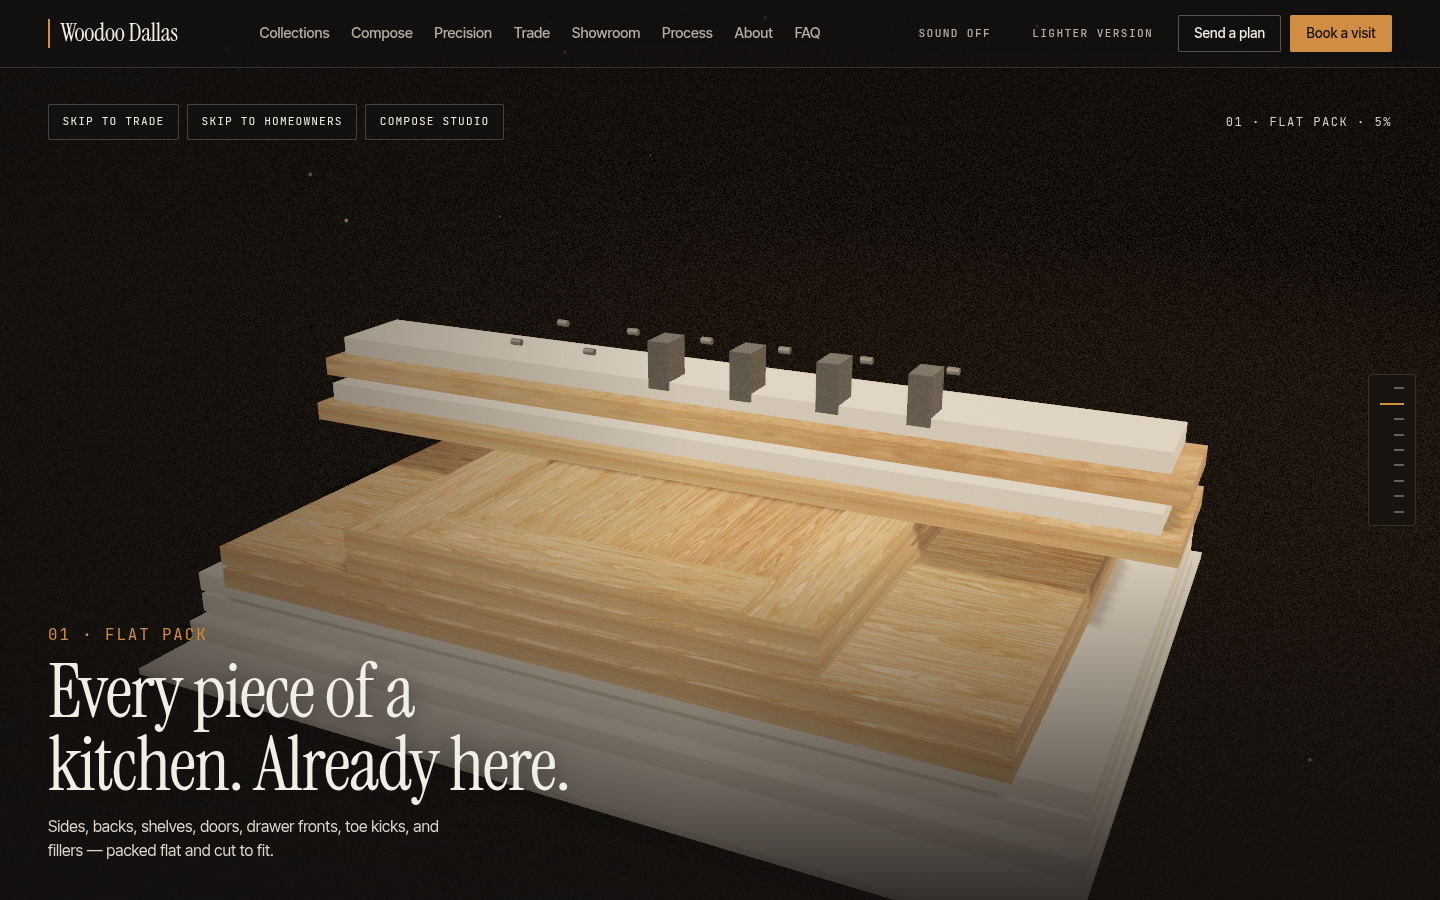 Woodoo Dallas
Collections Compose Precision Trade Showroom Process About FAQ
SOUND OFF LIGHTER VERSION Send a plan Book a visit
SKIP TO TRADE SKIP TO HOMEOWNERS COMPOSE STUDIO
01 · FLAT PACK · 5%
01 · FLAT PACK
Every piece of a
kitchen. Already here.
Sides, backs, shelves, doors, drawer fronts, toe kicks, and
fillers — packed flat and cut to fit.